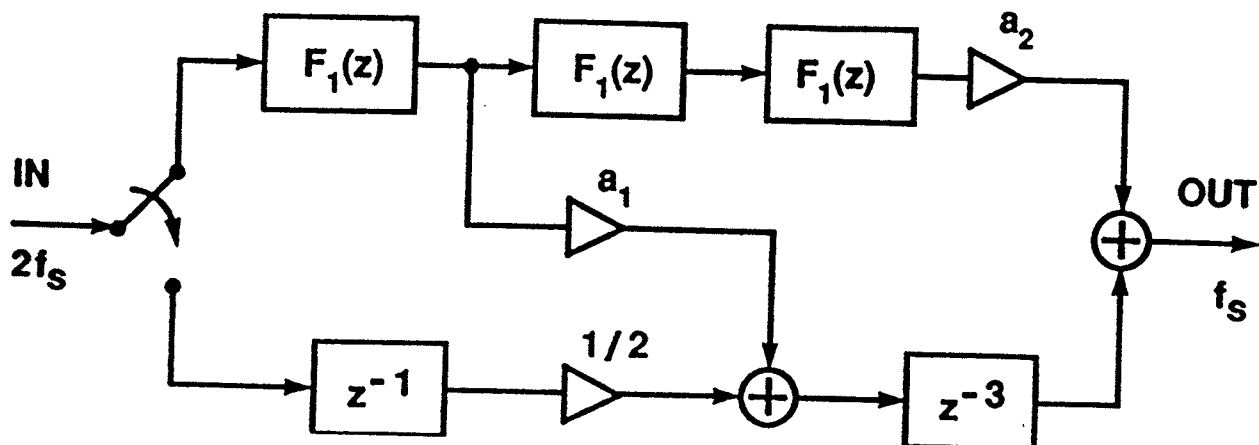 a₂
F₁(z)
F₁(z)
F₁(z)
IN
2fₛ
a₁
OUT
fₛ
1/2
z⁻¹
+
+
z⁻³